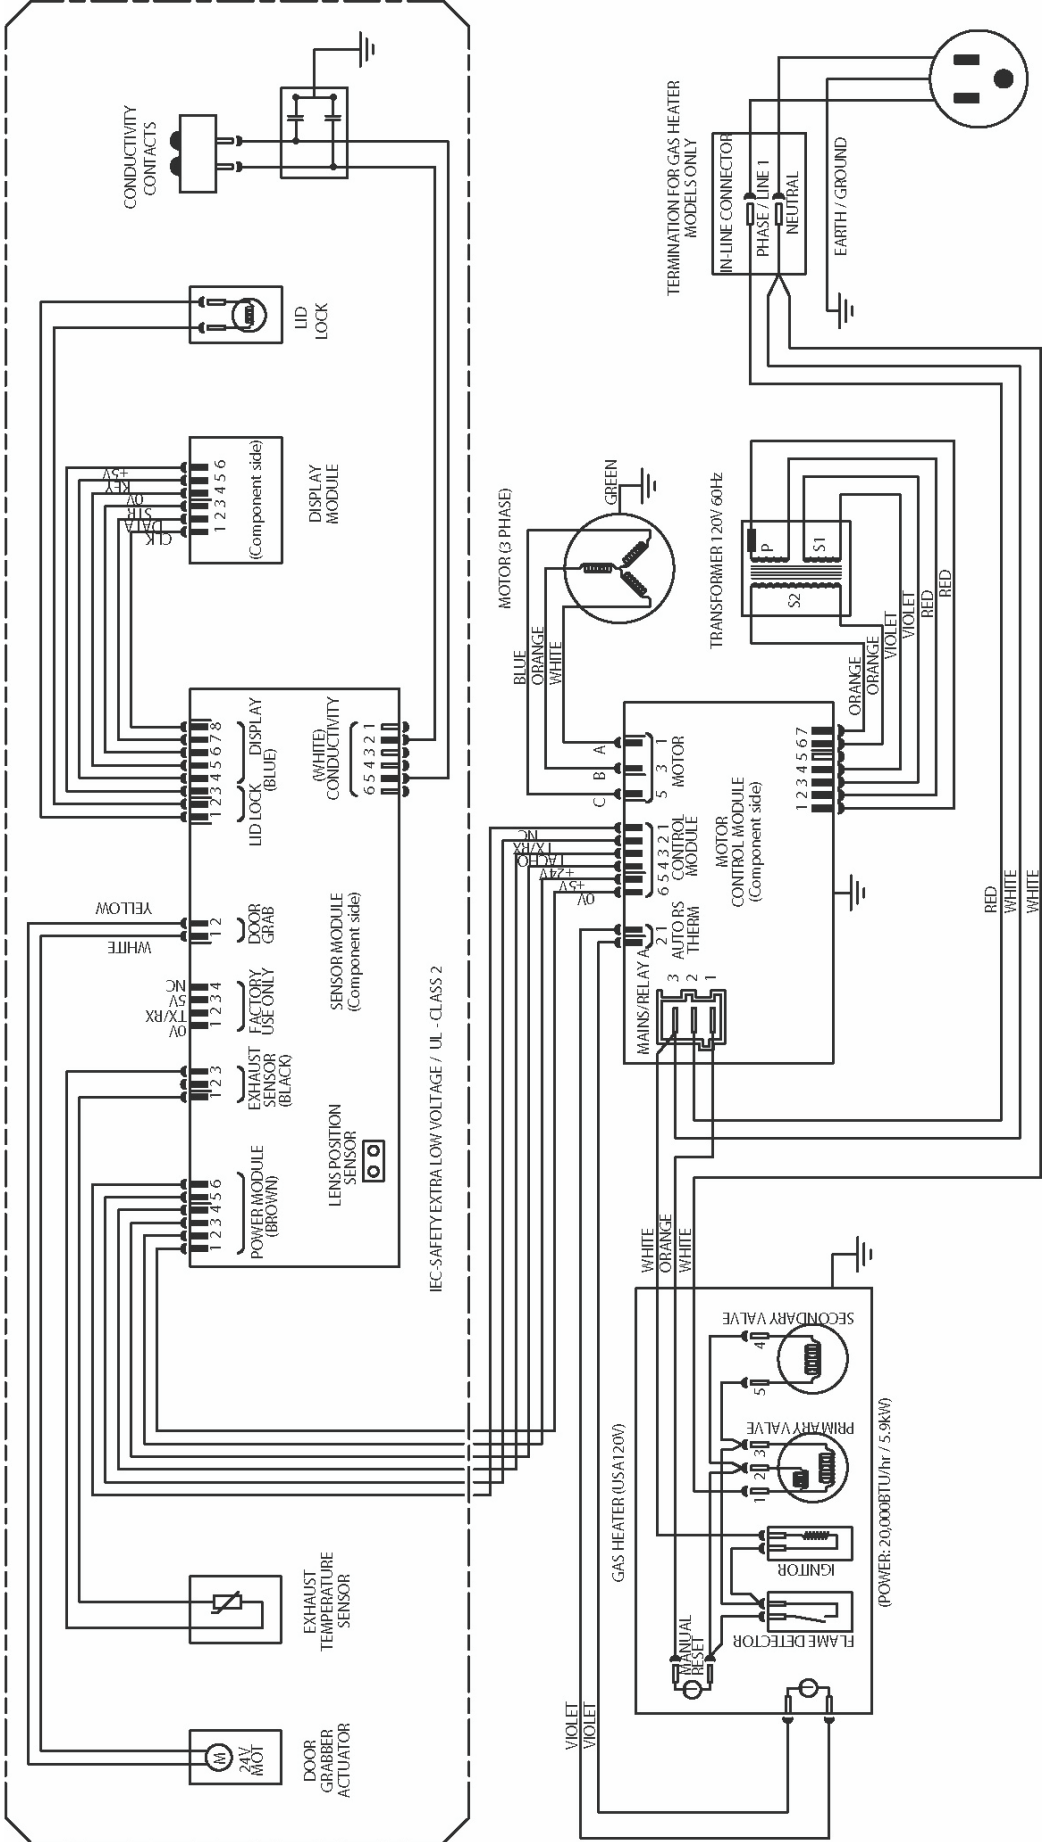 CONDUCTIVITY
CONTACTS
LID
LOCK
CLK
DATA
STR
0V
KEY
+5V
1 2 3 4 5 6
(Component side)
DISPLAY
MODULE
1 2 3 4 5 6 7 8
LID LOCK
DISPLAY
(BLUE)
(WHITE)
CONDUCTIVITY
6 5 4 3 2 1
YELLOW
WHITE
1 2
DOOR
GRAB
NC
5V
TX/RX
0V
1 2 3 4
FACTORY
USE ONLY
1 2 3
EXHAUST
SENSOR
(BLACK)
SENSOR MODULE
(Component side)
LENS POSITION
SENSOR
1 2 3 4 5 6
POWER MODULE
(BROWN)
IEC-SAFETY EXTRA LOW VOLTAGE / UL - CLASS 2
EXHAUST
TEMPERATURE
SENSOR
M
24V
MOT
DOOR
GRABBER
ACTUATOR
TERMINATION FOR GAS HEATER
MODELS ONLY
IN-LINE CONNECTOR
PHASE / LINE 1
NEUTRAL
EARTH / GROUND
MOTOR (3 PHASE)
GREEN
BLUE
ORANGE
WHITE
TRANSFORMER 120V 60Hz
P
S1
S2
ORANGE
ORANGE
VIOLET
VIOLET
RED
RED
C B A
5 3 1
MOTOR
NC
TX/RX
TACHO
+24V
+5V
0V
6 5 4 3 2 1
CONTROL
MODULE
MOTOR
CONTROL MODULE
(Component side)
1 2 3 4 5 6 7
2 1
AUTO RS
THERM
MAINS/RELAY A
3
2
1
RED
WHITE
WHITE
WHITE
ORANGE
WHITE
GAS HEATER (USA120V)
SECONDARY VALVE
4
5
PRIMARY VALVE
3
2
1
IGNITOR
FLAME DETECTOR
MANUAL
RESET
(POWER: 20,000BTU/hr / 5.9kW)
VIOLET
VIOLET